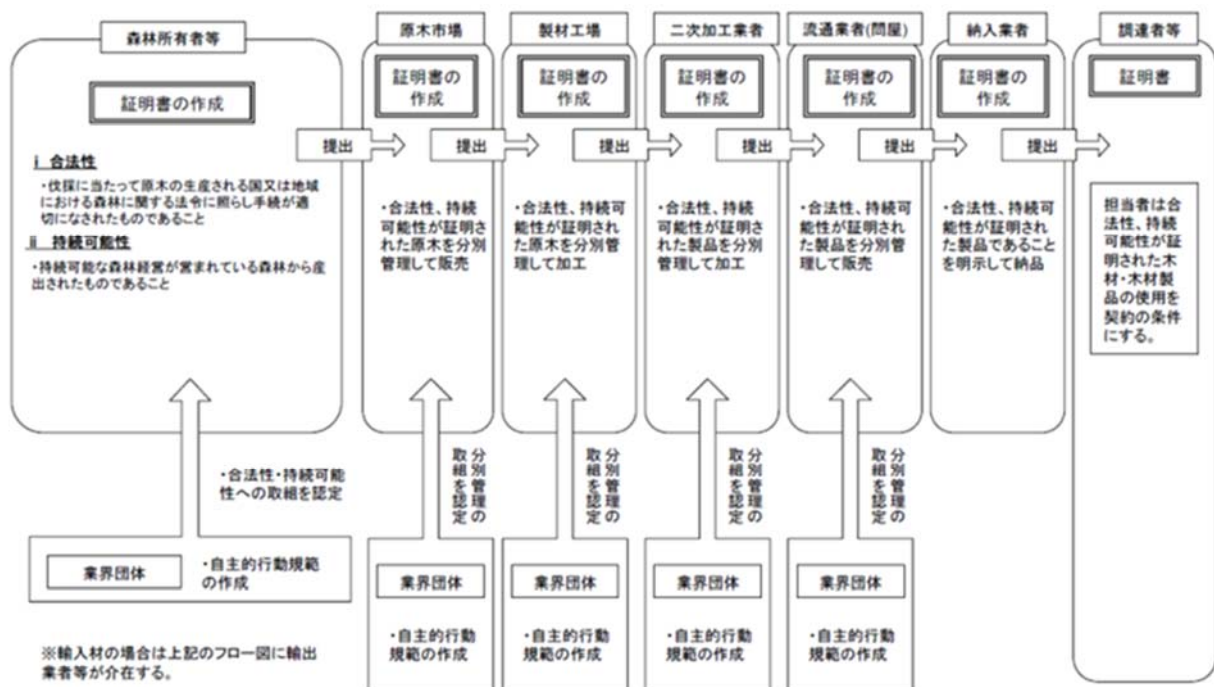 森林所有者等
証明書の作成
ⅰ 合法性
・伐採に当たって原木の生産される国又は地域
における森林に関する法令に照らし手続が適
切になされたものであること
ⅱ 持続可能性
・持続可能な森林経営が営まれている森林から産
出されたものであること
提出
原木市場
証明書の
作成
・合法性、持続
可能性が証明さ
れた原木を分別
管理して販売
提出
製材工場
証明書の
作成
・合法性、持続可
能性が証明され
た原木を分別管
理して加工
提出
二次加工業者
証明書の
作成
・合法性、持続
可能性が証明さ
れた製品を分別
管理して加工
提出
流通業者(問屋)
証明書の
作成
・合法性、持続可
能性が証明され
た製品を分別管
理して販売
提出
納入業者
証明書の
作成
・合法性、持続可
能性が証明され
た製品であること
を明示して納品
提出
調達者等
証明書
担当者は合
法性、持続
可能性が証
明された木
材・木材製
品の使用を
契約の条件
にする。
・合法性・持続可能
性への取組を認定
業界団体
・自主的行動規範
の作成
分別管理の
取組を認定
業界団体
・自主的行動
規範の作成
分別管理の
取組を認定
業界団体
・自主的行動
規範の作成
分別管理の
取組を認定
業界団体
・自主的行動
規範の作成
分別管理の
取組を認定
業界団体
・自主的行動
規範の作成
※輸入材の場合は上記のフロー図に輸出
業者等が介在する。